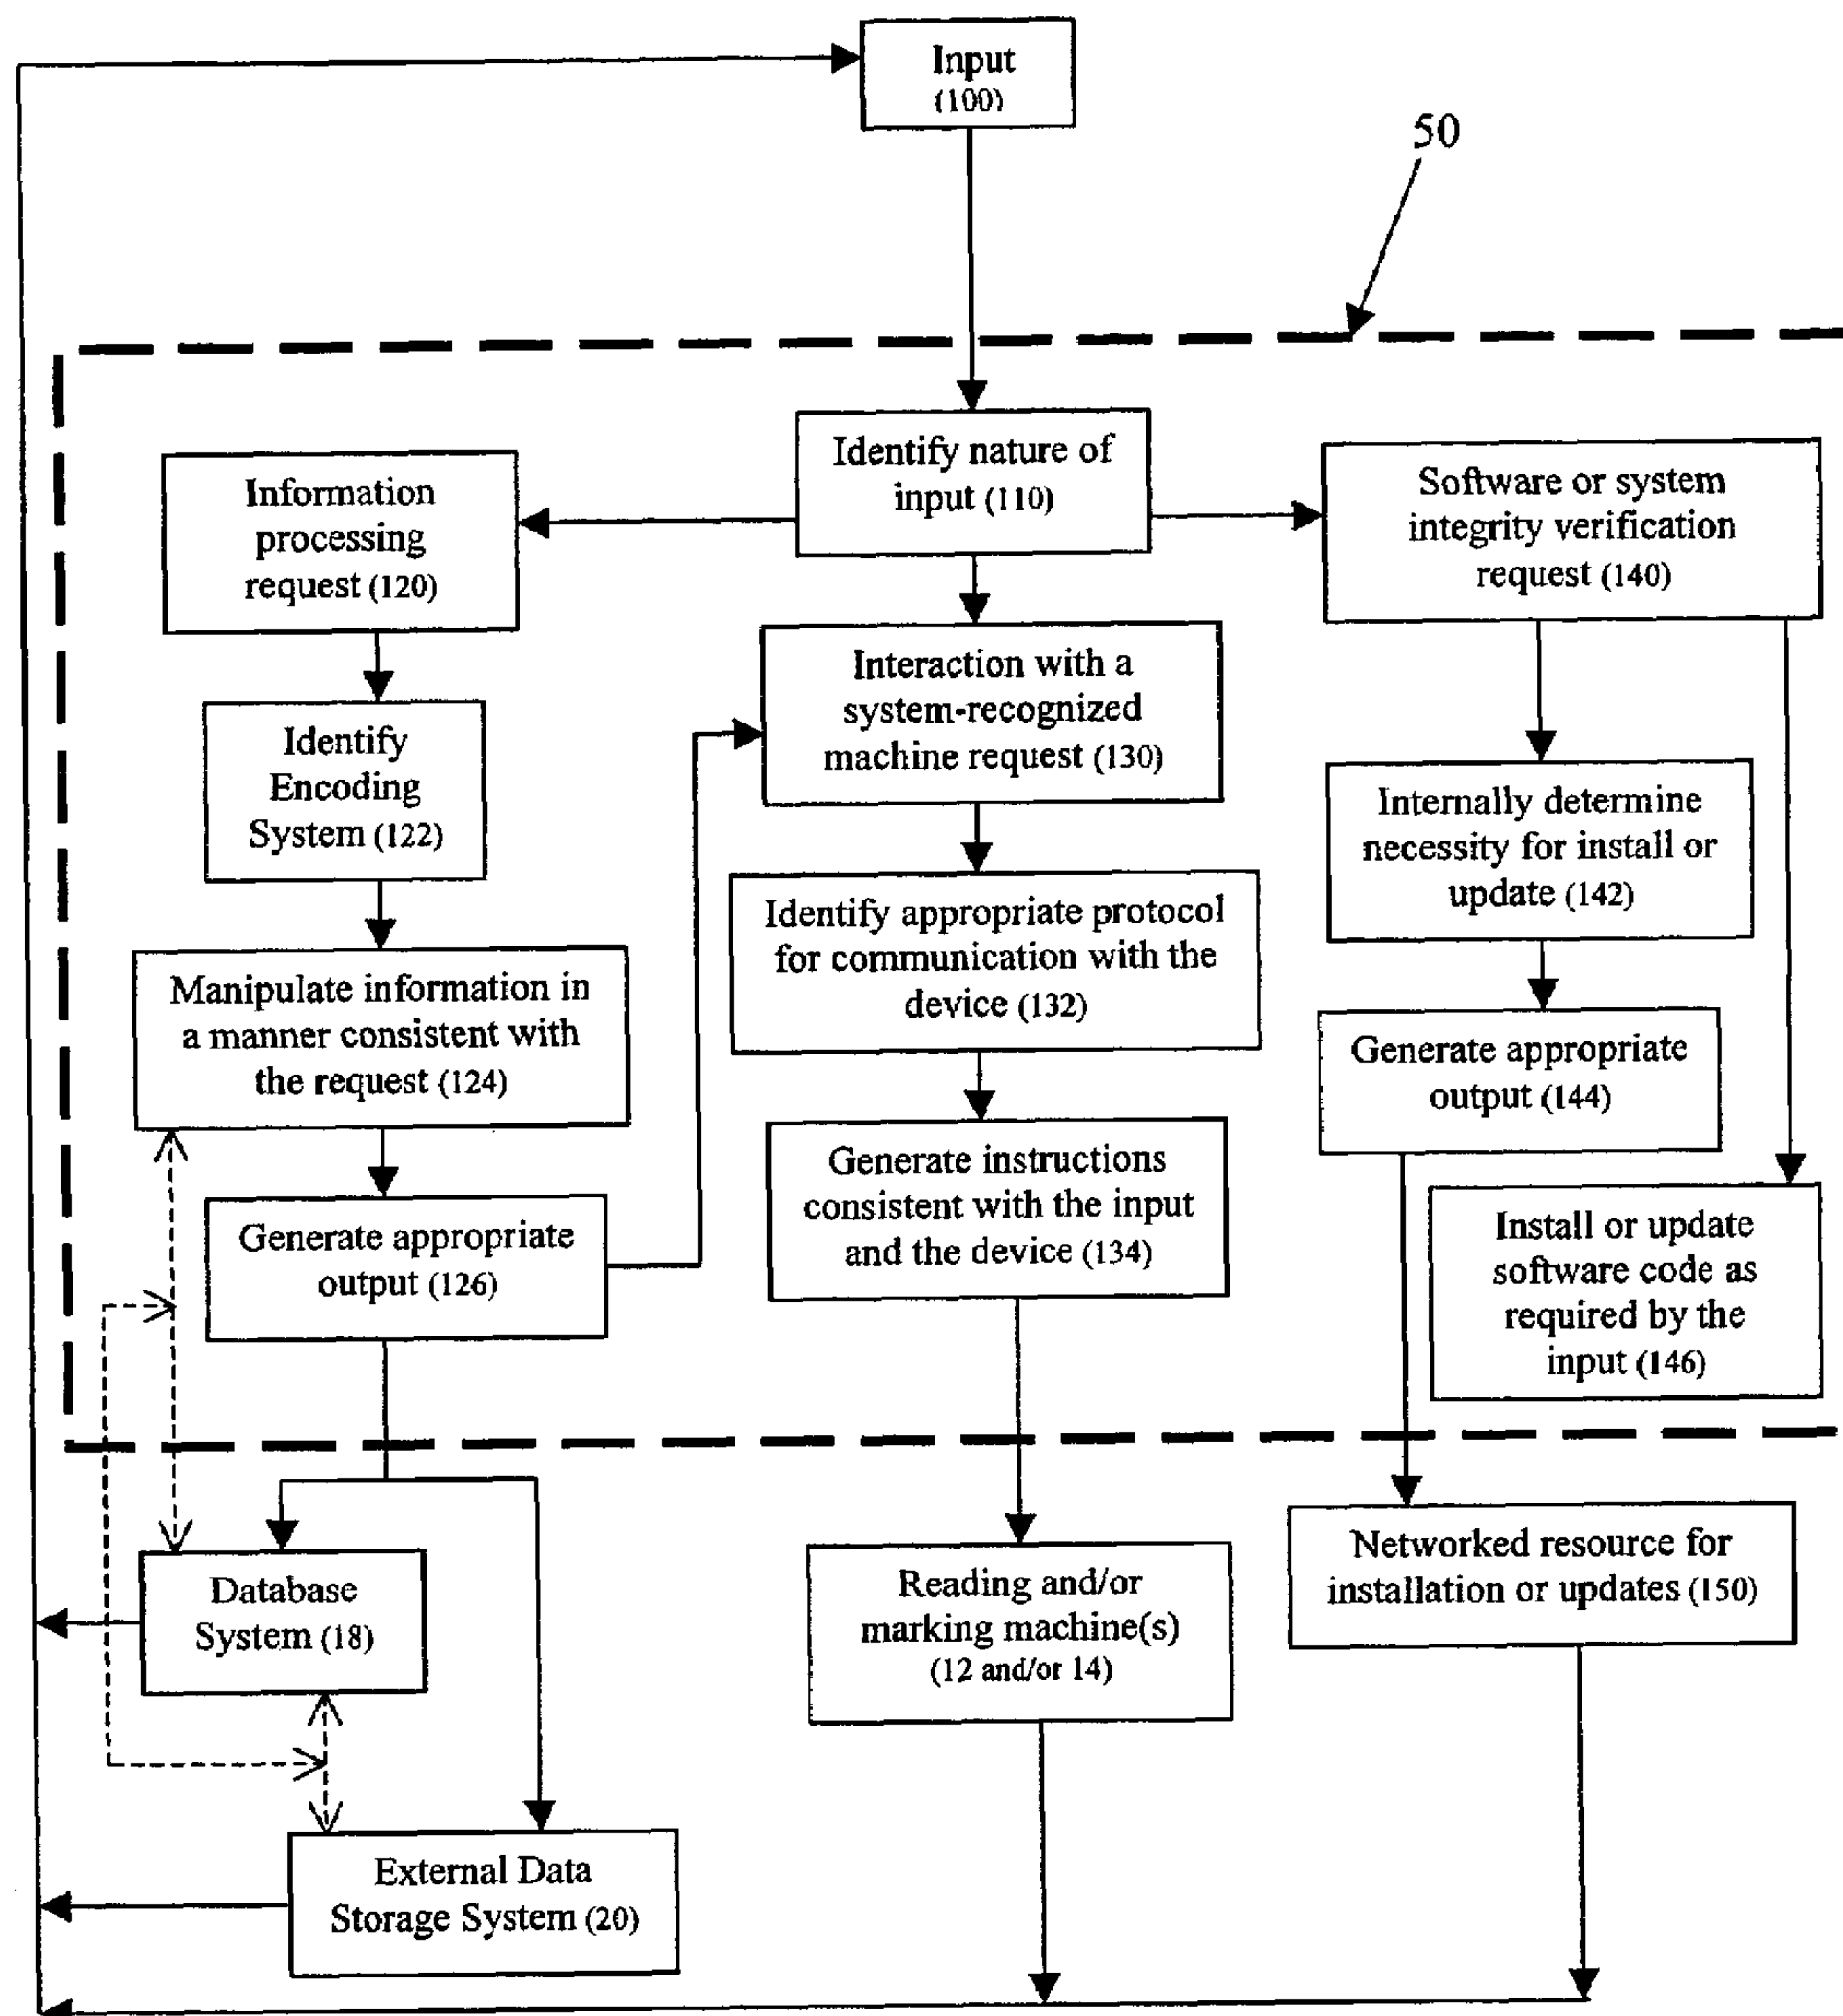 Input
(100)
50
Identify nature of
input (110)
Information
processing
request (120)
Software or system
integrity verification
request (140)
Interaction with a
system-recognized
machine request (130)
Identify
Encoding
System (122)
Internally determine
necessity for install or
update (142)
Identify appropriate protocol
for communication with the
device (132)
Manipulate information in
a manner consistent with
the request (124)
Generate appropriate
output (144)
Generate instructions
consistent with the input
and the device (134)
Generate appropriate
output (126)
Install or update
software code as
required by the
input (146)
Networked resource for
installation or updates (150)
Database
System (18)
Reading and/or
marking machine(s)
(12 and/or 14)
External Data
Storage System (20)